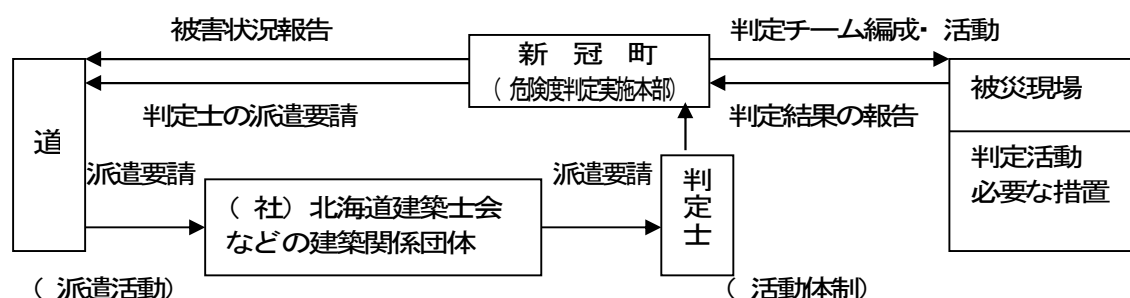 被害状況報告
判定チーム編成・ 活動
新 冠 町
( 危険度判定実施本部)
被災現場
判定士の派遣要請
判定結果の報告
道
判定活動
必要な措置
派遣要請
派遣要請
判定士
( 社) 北海道建築士会
などの建築関係団体
( 派遣活動)
( 活動体制)